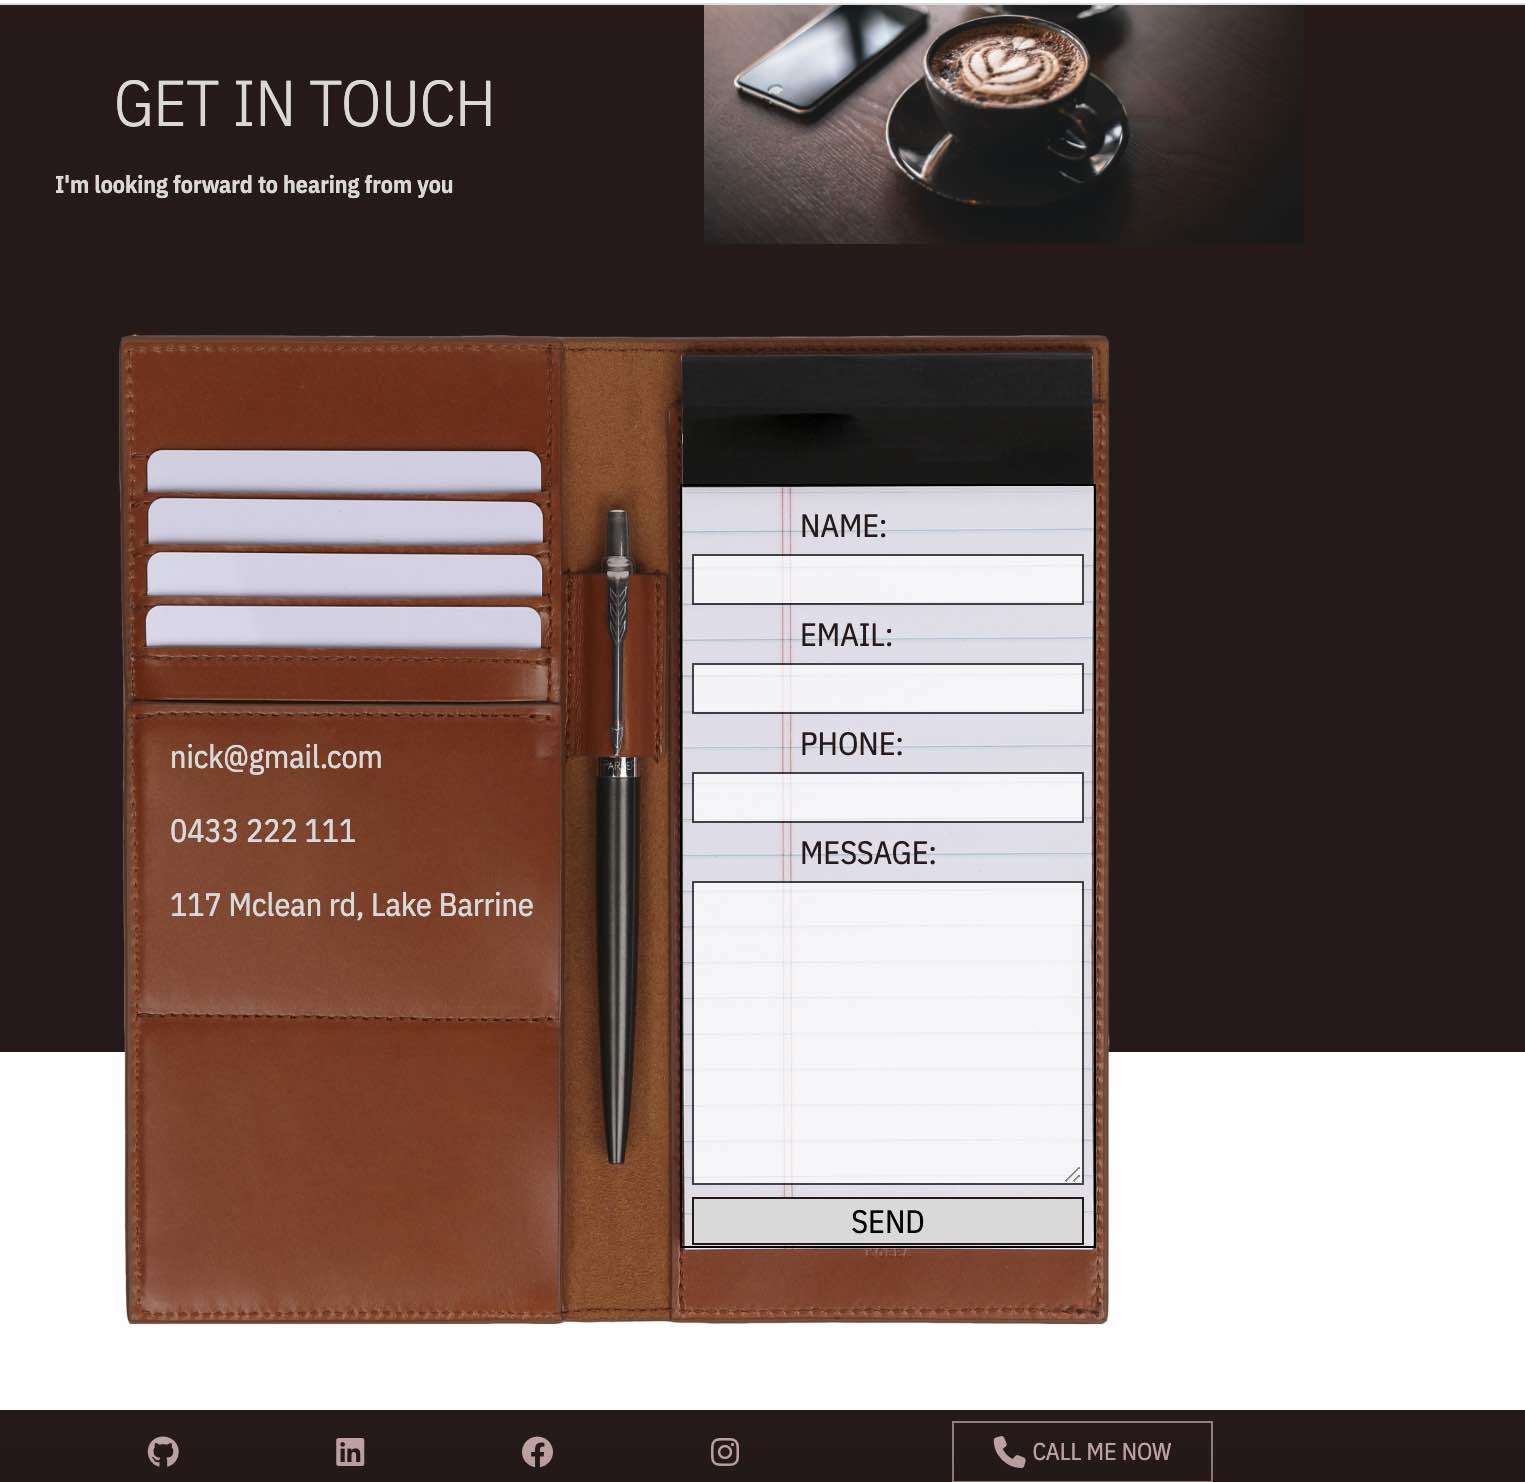 GET IN TOUCH
I'm looking forward to hearing from you
nick@gmail.com
0433 222 111
117 Mclean rd, Lake Barrine
NAME:
EMAIL:
PHONE:
MESSAGE:
SEND
CALL ME NOW